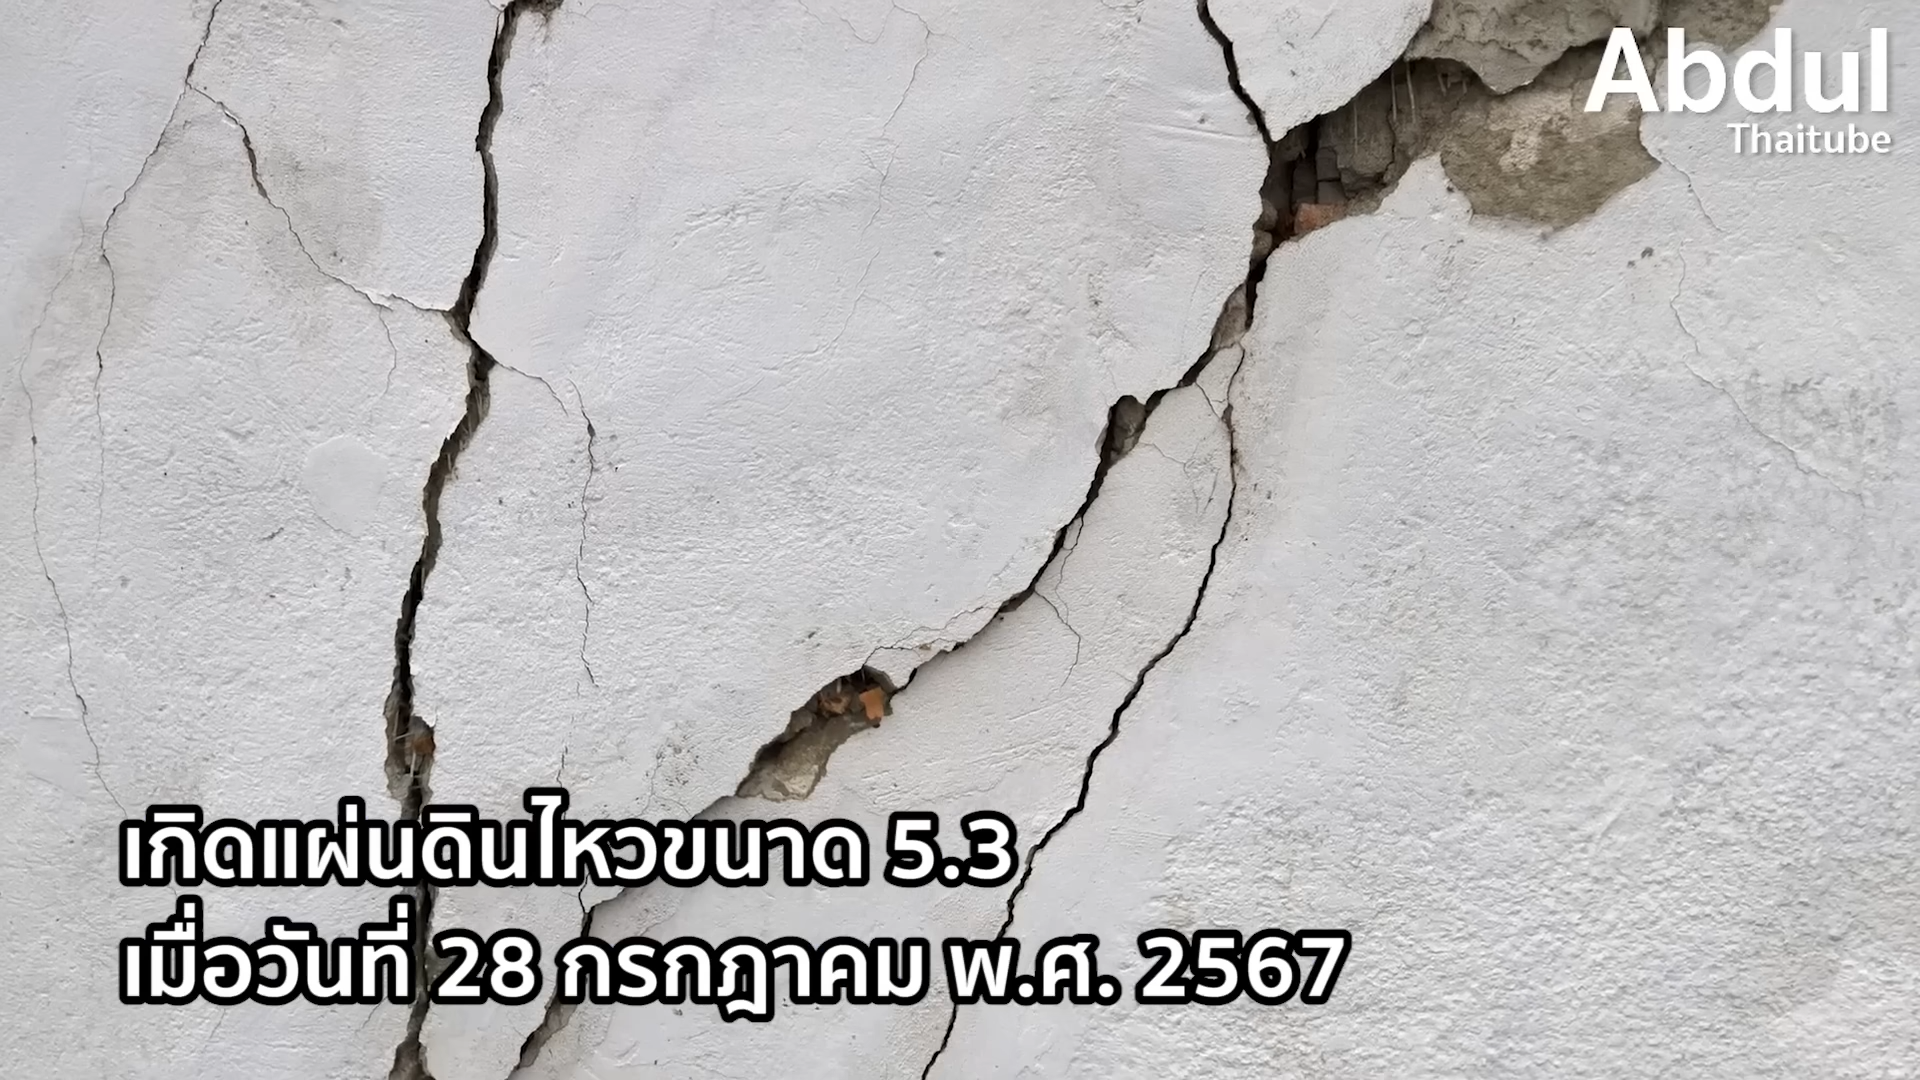 Abdul
Thaitube
เกิดแผ่นดินไหวขนาด 5.3
เมื่อวันที่ 28 กรกฎาคม พ.ศ. 2567